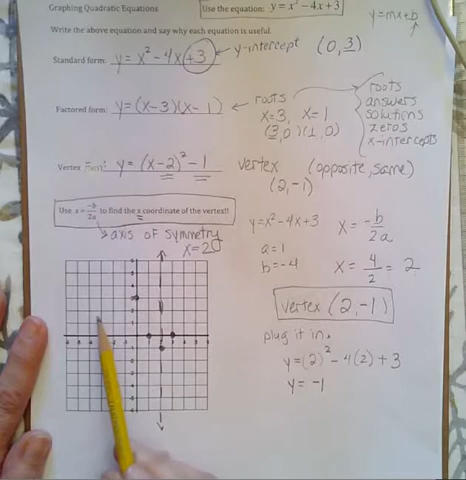 Graphing Quadratic Equations
Use the equation: y = x² − 4x + 3
y=mx+b
Write the above equation and say why each equation is useful.
Standard form: y = x² − 4x + 3
y-intercept (0, 3)
Factored form: y = (x−3)(x−1)
roots
x=3, x=1
(3,0)(1,0)
roots
answers
solutions
zeros
x-intercepts
Vertex Form: y = (x−2)² − 1
vertex (opposite, same)
(2,−1)
Use x = −b/2a to find the x coordinate of the vertex!!
axis of symmetry
x=2
y=x²−4x+3
a=1
b=−4
x = −b/2a
x = 4/2 = 2
vertex (2,−1)
plug it in.
y=(2)² − 4(2) + 3
y = −1